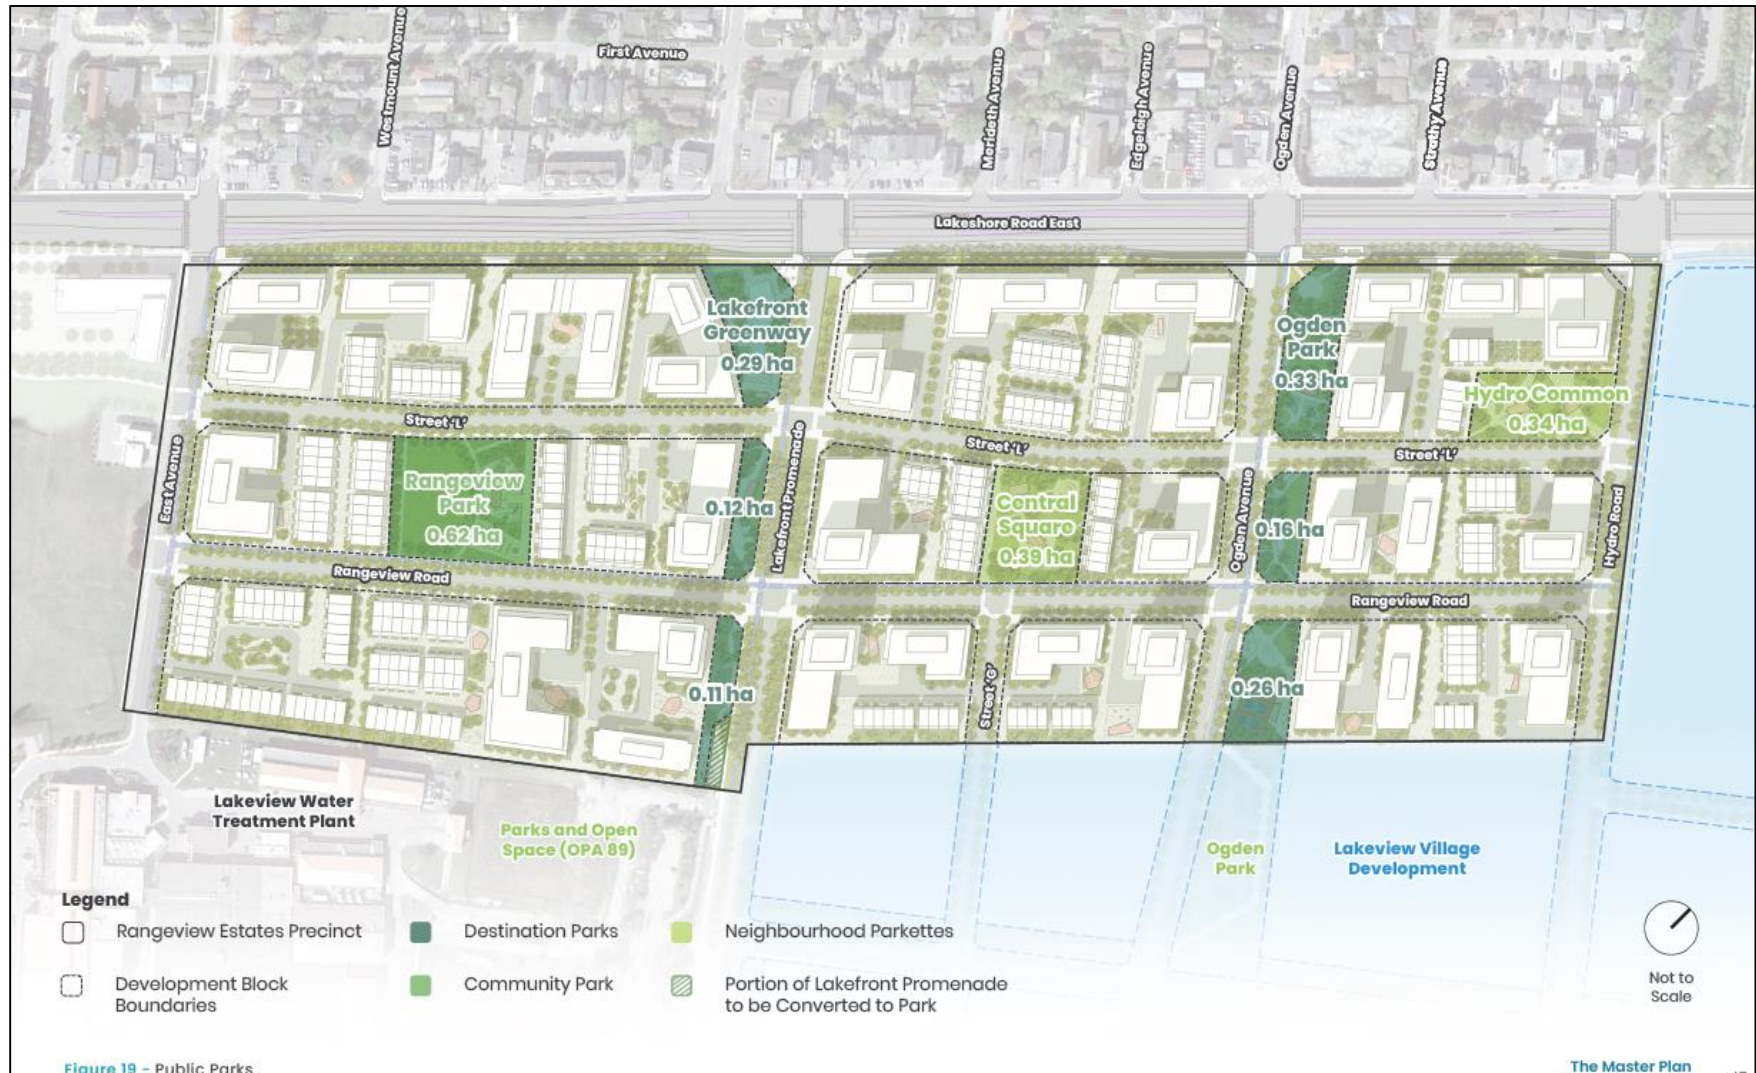 Westmount Avenue
First Avenue
Merideth Avenue
Edgeleigh Avenue
Ogden Avenue
Strathy Avenue
Lakeshore Road East
Lakefront
Greenway
0.29 ha
Ogden
Park
0.33 ha
Hydro Common
0.34 ha
Street 'L'
Street 'L'
Street 'L'
East Avenue
Rangeview
Park
0.62 ha
0.12 ha
Lakefront Promenade
Central
Square
0.39 ha
Ogden Avenue
0.16 ha
Hydro Road
Rangeview Road
Rangeview Road
0.11 ha
Street 'G'
0.26 ha
Lakeview Water
Treatment Plant
Parks and Open
Space (OPA 89)
Ogden
Park
Lakeview Village
Development
Legend
Rangeview Estates Precinct
Destination Parks
Neighbourhood Parkettes
Development Block
Boundaries
Community Park
Portion of Lakefront Promenade
to be Converted to Park
Not to
Scale
Figure 19 - Public Parks
The Master Plan